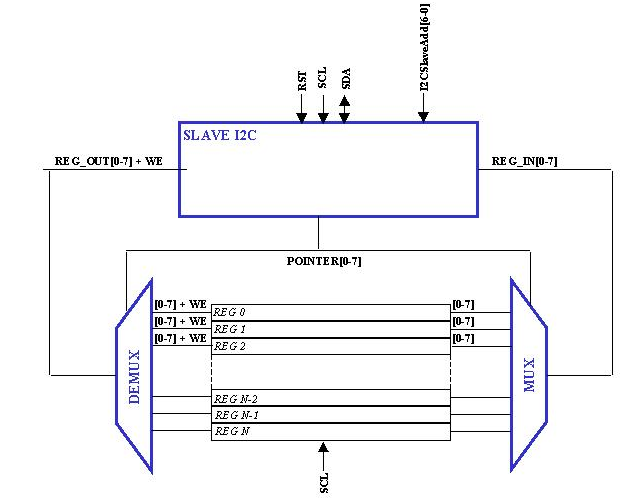 RST
SCL
SDA
I2CSlaveAdd[6-0]
SLAVE I2C
REG_OUT[0-7] + WE
REG_IN[0-7]
POINTER[0-7]
[0-7] + WE
REG 0
[0-7]
[0-7] + WE
REG 1
[0-7]
[0-7] + WE
REG 2
[0-7]
DEMUX
MUX
REG N-2
REG N-1
REG N
SCL